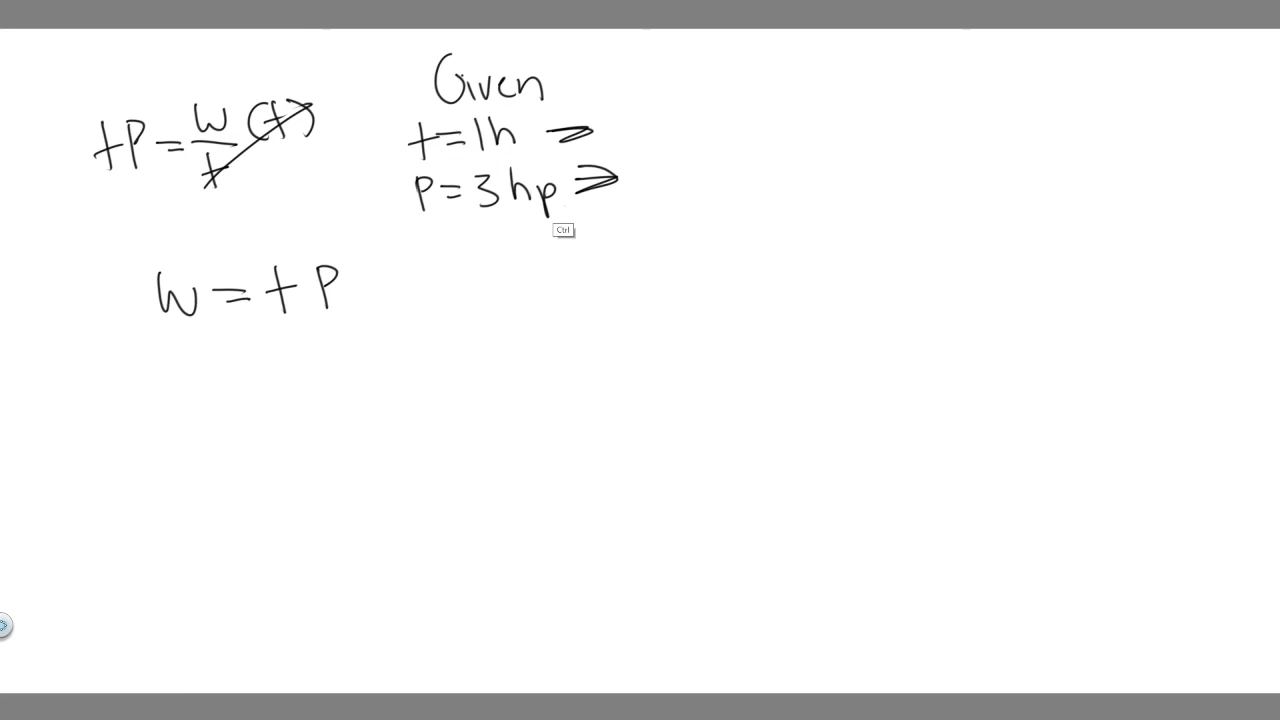 tP = W/t (t)
Given
t = 1h ⇒
P = 3hp ⇒
Ctrl
W = tP